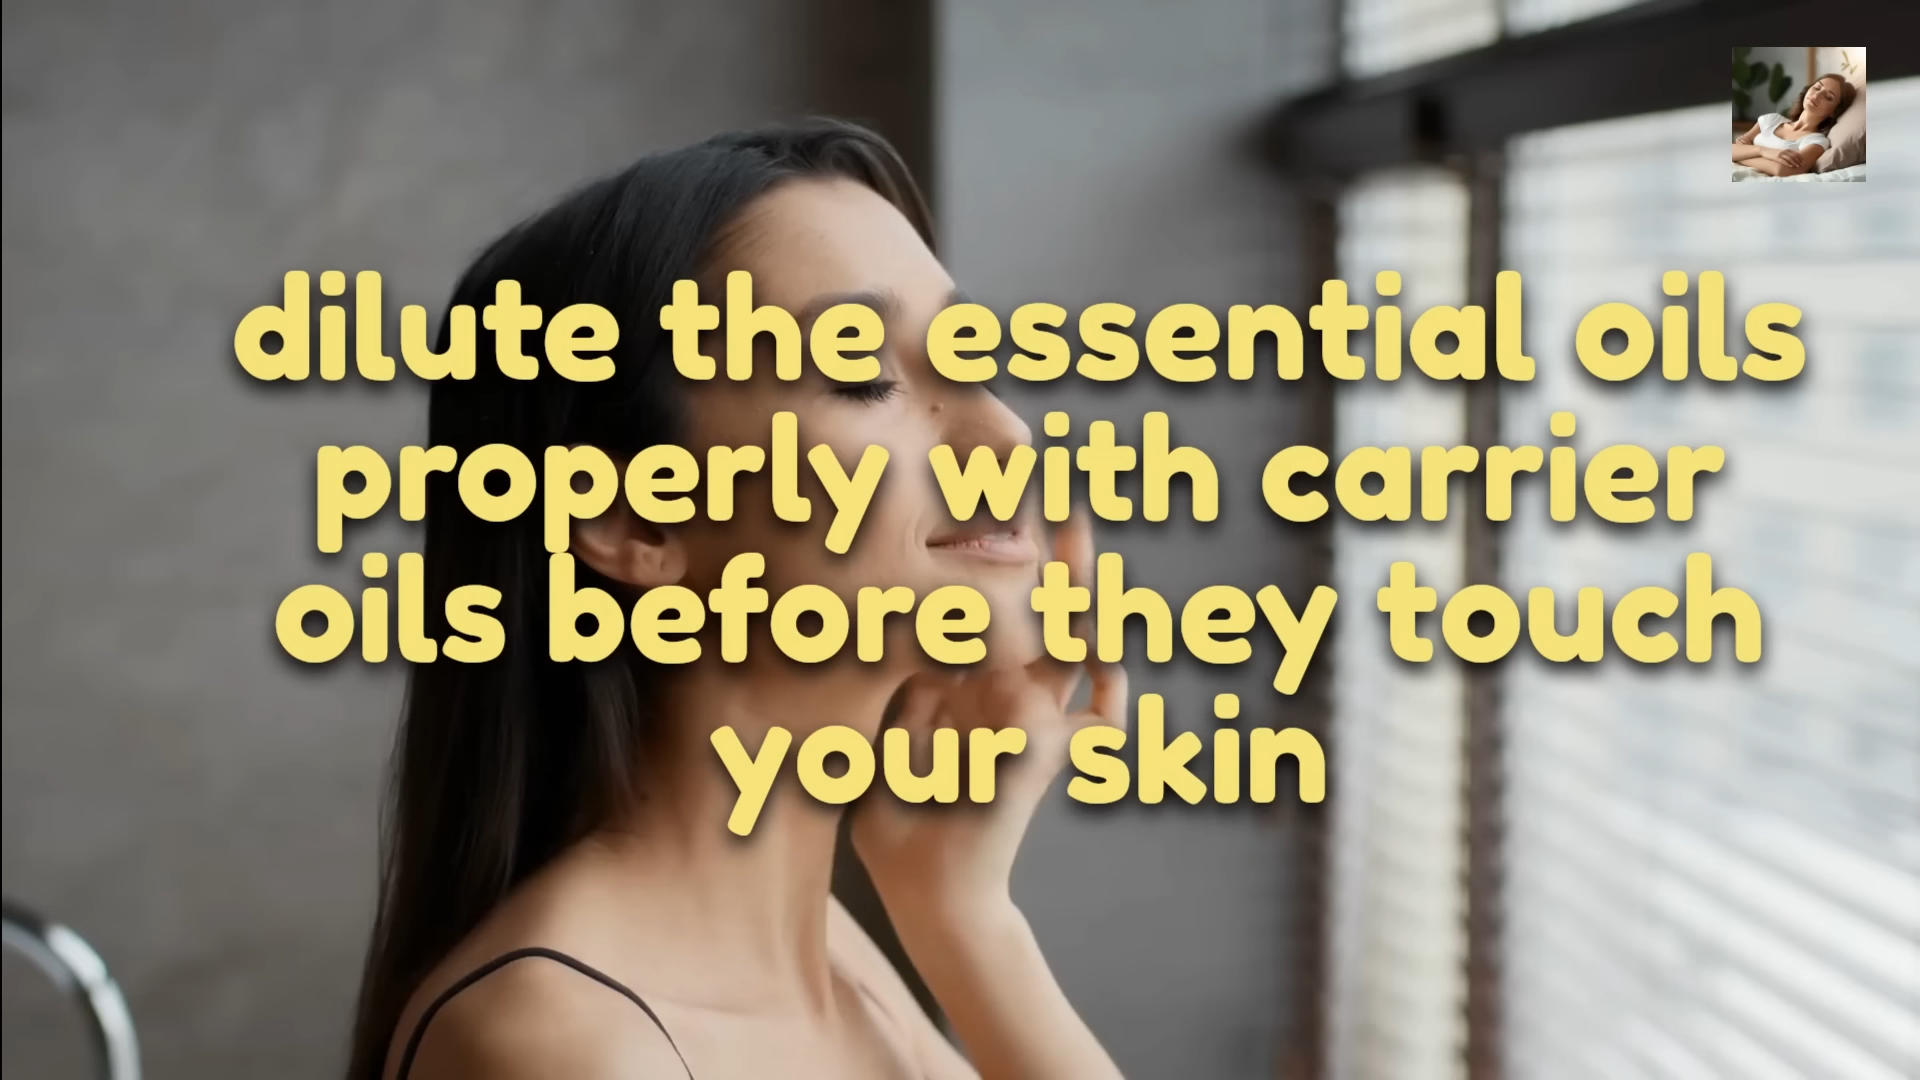 dilute the essential oils
properly with carrier
oils before they touch
your skin